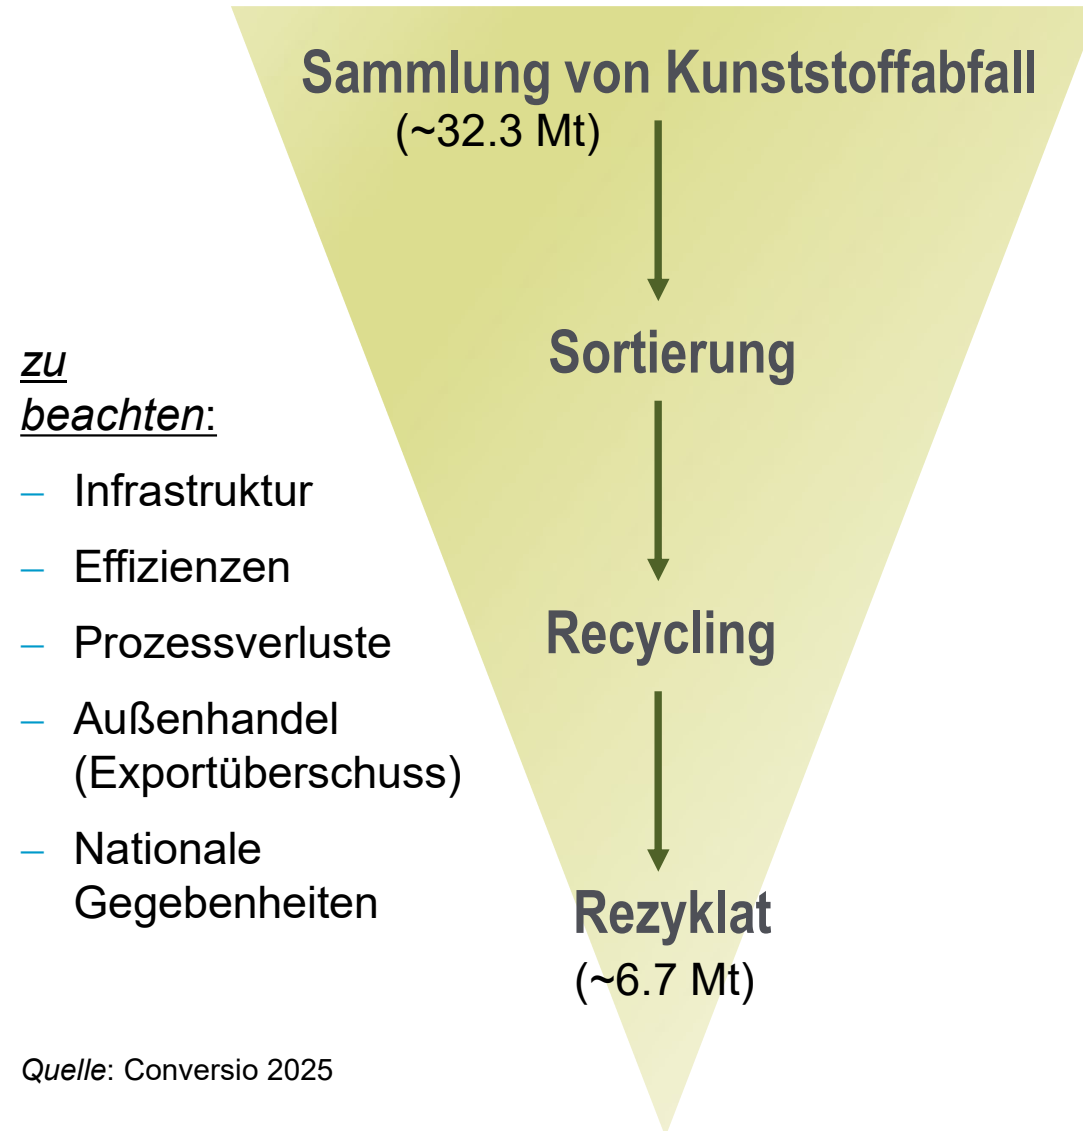 Sammlung von Kunststoffabfall
(~32.3 Mt)
Sortierung
Recycling
Rezyklat
(~6.7 Mt)
zu
beachten:
– Infrastruktur
– Effizienzen
– Prozessverluste
– Außenhandel
(Exportüberschuss)
– Nationale
Gegebenheiten
Quelle: Conversio 2025